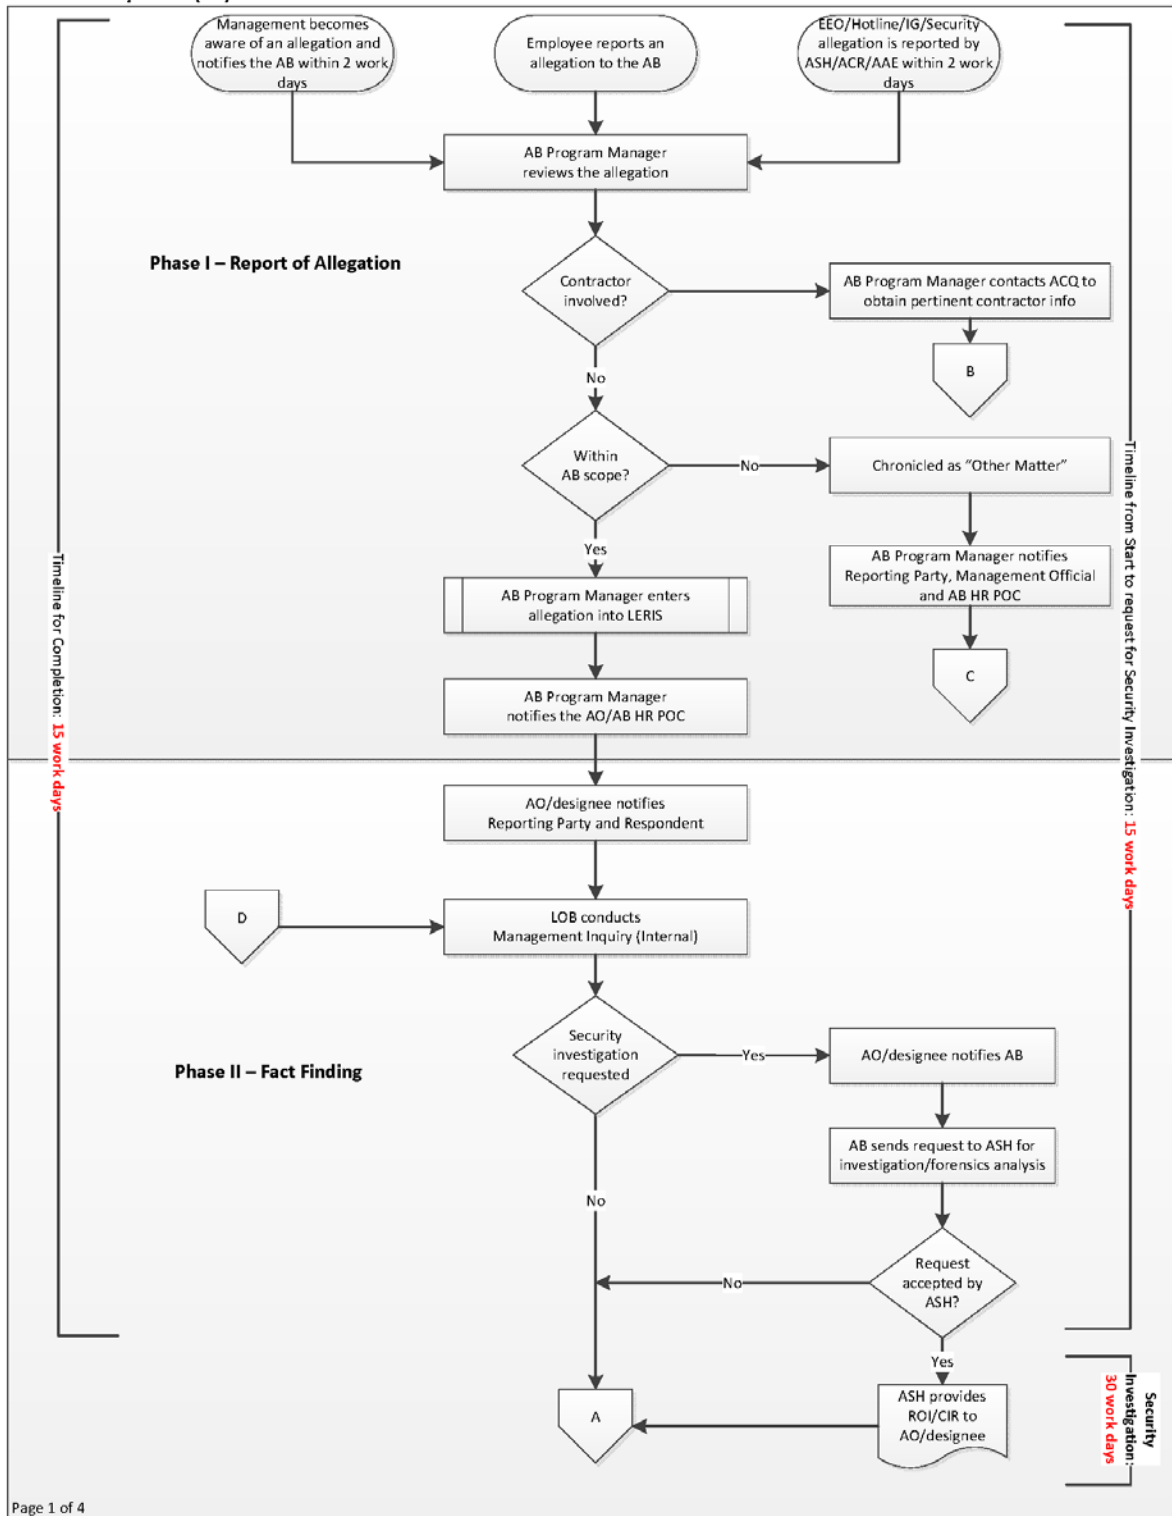 Management becomes
aware of an allegation and
notifies the AB within 2 work
days
Employee reports an
allegation to the AB
EEO/Hotline/IG/Security
allegation is reported by
ASH/ACR/AAE within 2 work
days
AB Program Manager
reviews the allegation
Phase I – Report of Allegation
Contractor
involved?
AB Program Manager contacts ACQ to
obtain pertinent contractor info
B
No
Within
AB scope?
No
Chronicled as “Other Matter”
Yes
AB Program Manager notifies
Reporting Party, Management Official
and AB HR POC
AB Program Manager enters
allegation into LERIS
C
AB Program Manager
notifies the AO/AB HR POC
Timeline for Completion: 15 work days
Timeline from Start to request for Security Investigation: 15 work days
AO/designee notifies
Reporting Party and Respondent
D
LOB conducts
Management Inquiry (Internal)
Phase II – Fact Finding
Security
investigation
requested
Yes
AO/designee notifies AB
AB sends request to ASH for
investigation/forensics analysis
No
Request
accepted by
ASH?
No
Yes
A
ASH provides
ROI/CIR to
AO/designee
Security
Investigation:
30 work days
Page 1 of 4